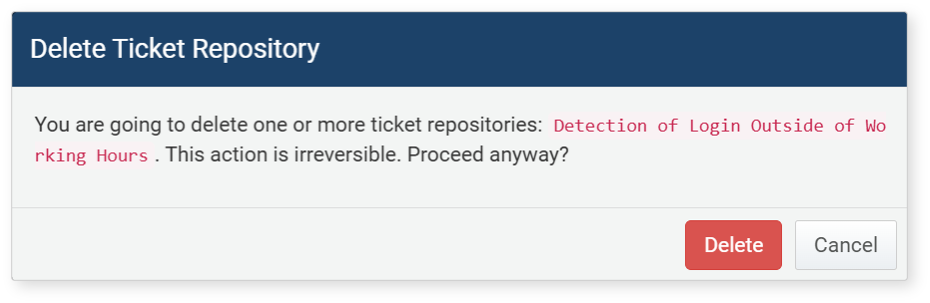 Delete Ticket Repository
You are going to delete one or more ticket repositories: Detection of Login Outside of Wo
rking Hours . This action is irreversible. Proceed anyway?
Delete Cancel